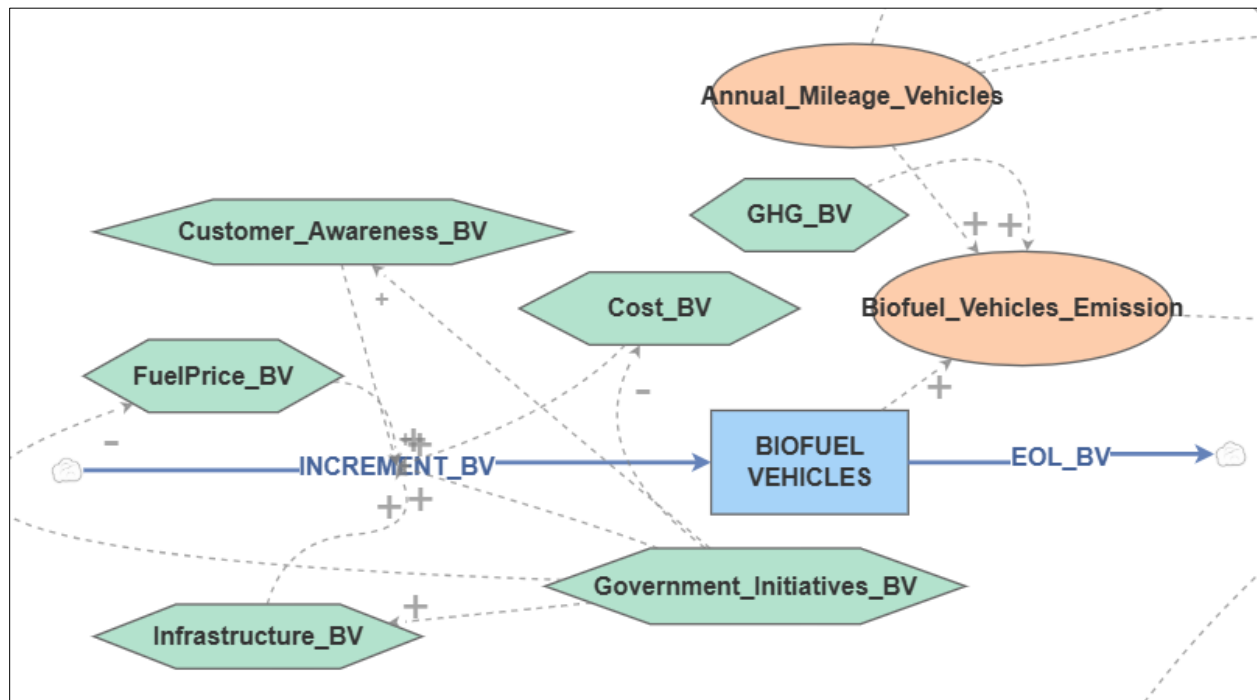 Annual_Mileage_Vehicles
GHG_BV
Customer_Awareness_BV
+ +
+
Cost_BV
Biofuel_Vehicles_Emission
FuelPrice_BV
-
+
-
++
+
INCREMENT_BV
BIOFUEL
VEHICLES
EOL_BV
+ +
Government_Initiatives_BV
+
Infrastructure_BV